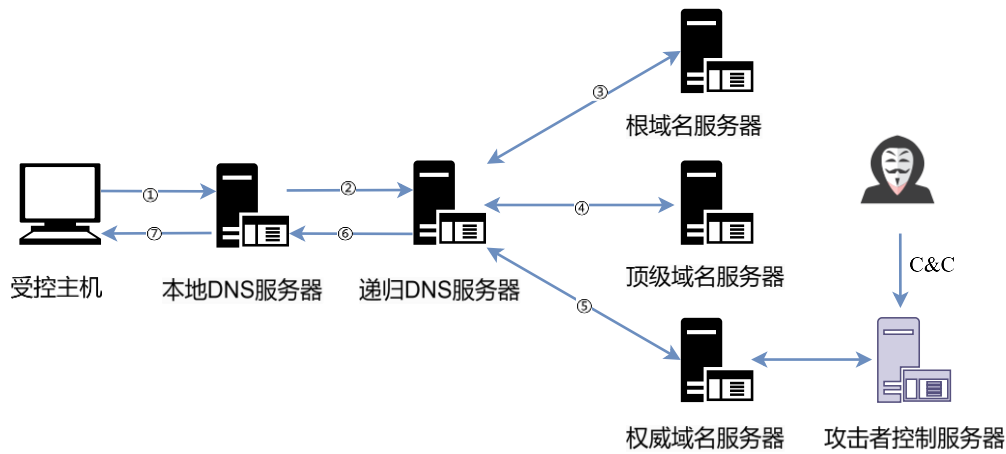 ③
根域名服务器
①
②
④
⑦
⑥
C&C
受控主机
本地DNS服务器
递归DNS服务器
顶级域名服务器
⑤
权威域名服务器
攻击者控制服务器